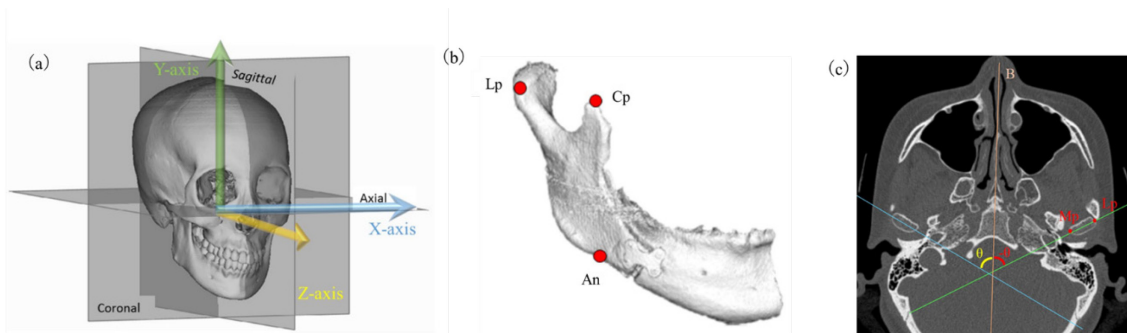 (a)
Y-axis
Sagittal
Axial
X-axis
Z-axis
Coronal
(b)
Lp
Cp
An
(c)
B
Mp
Lp
θ
θ